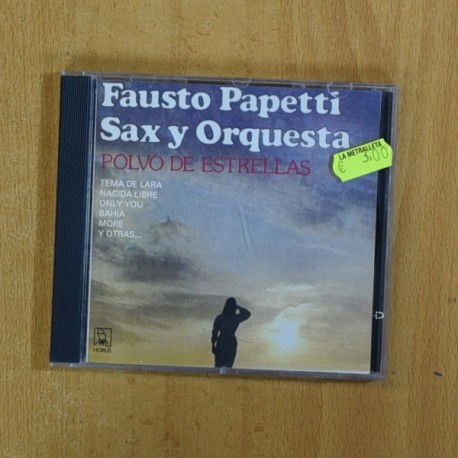 Fausto Papetti
Sax y Orquesta
POLVO DE ESTRELLAS
TEMA DE LARA
NACIDA LIBRE
ONLY YOU
BAHIA
MORE
Y OTRAS...
LA METRALLETA
€ 3,00
HORUS